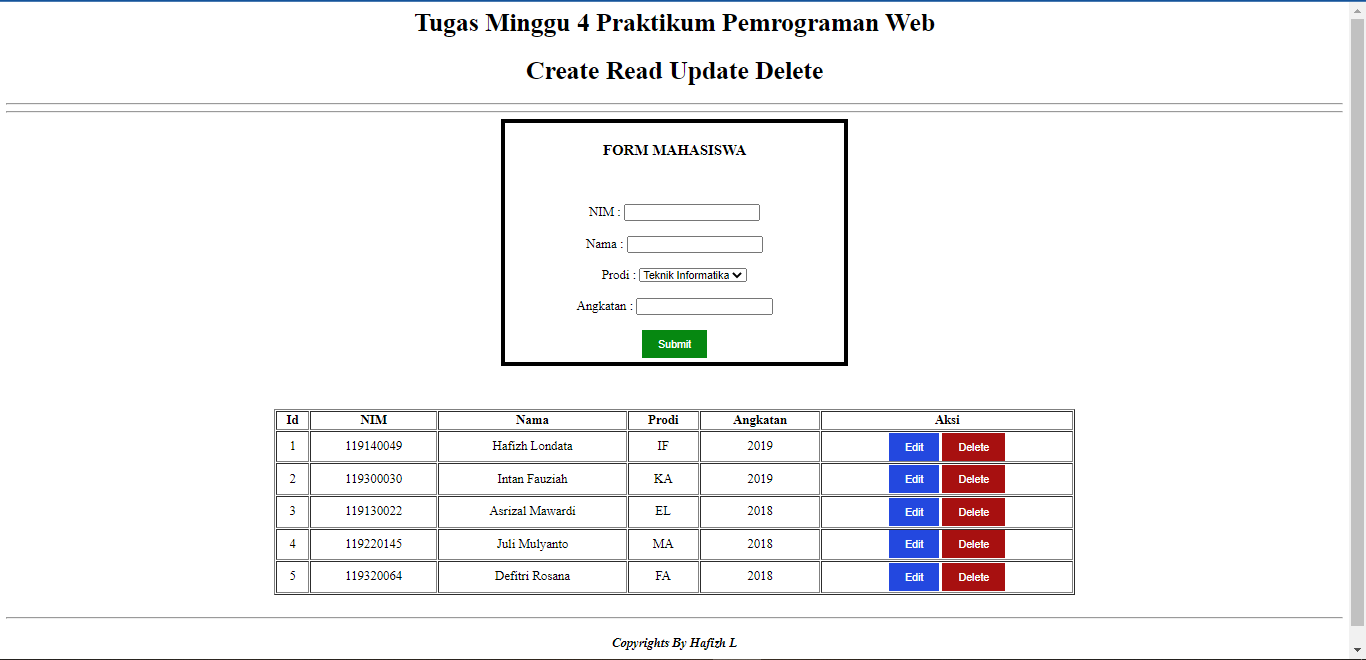 Tugas Minggu 4 Praktikum Pemrograman Web
Create Read Update Delete
FORM MAHASISWA
NIM :
Nama :
Prodi : Teknik Informatika
Angkatan :
Submit
Id NIM Nama Prodi Angkatan Aksi
1 119140049 Hafizh Londata IF 2019 Edit Delete
2 119300030 Intan Fauziah KA 2019 Edit Delete
3 119130022 Asrizal Mawardi EL 2018 Edit Delete
4 119220145 Juli Mulyanto MA 2018 Edit Delete
5 119320064 Defitri Rosana FA 2018 Edit Delete
Copyrights By Hafizh L